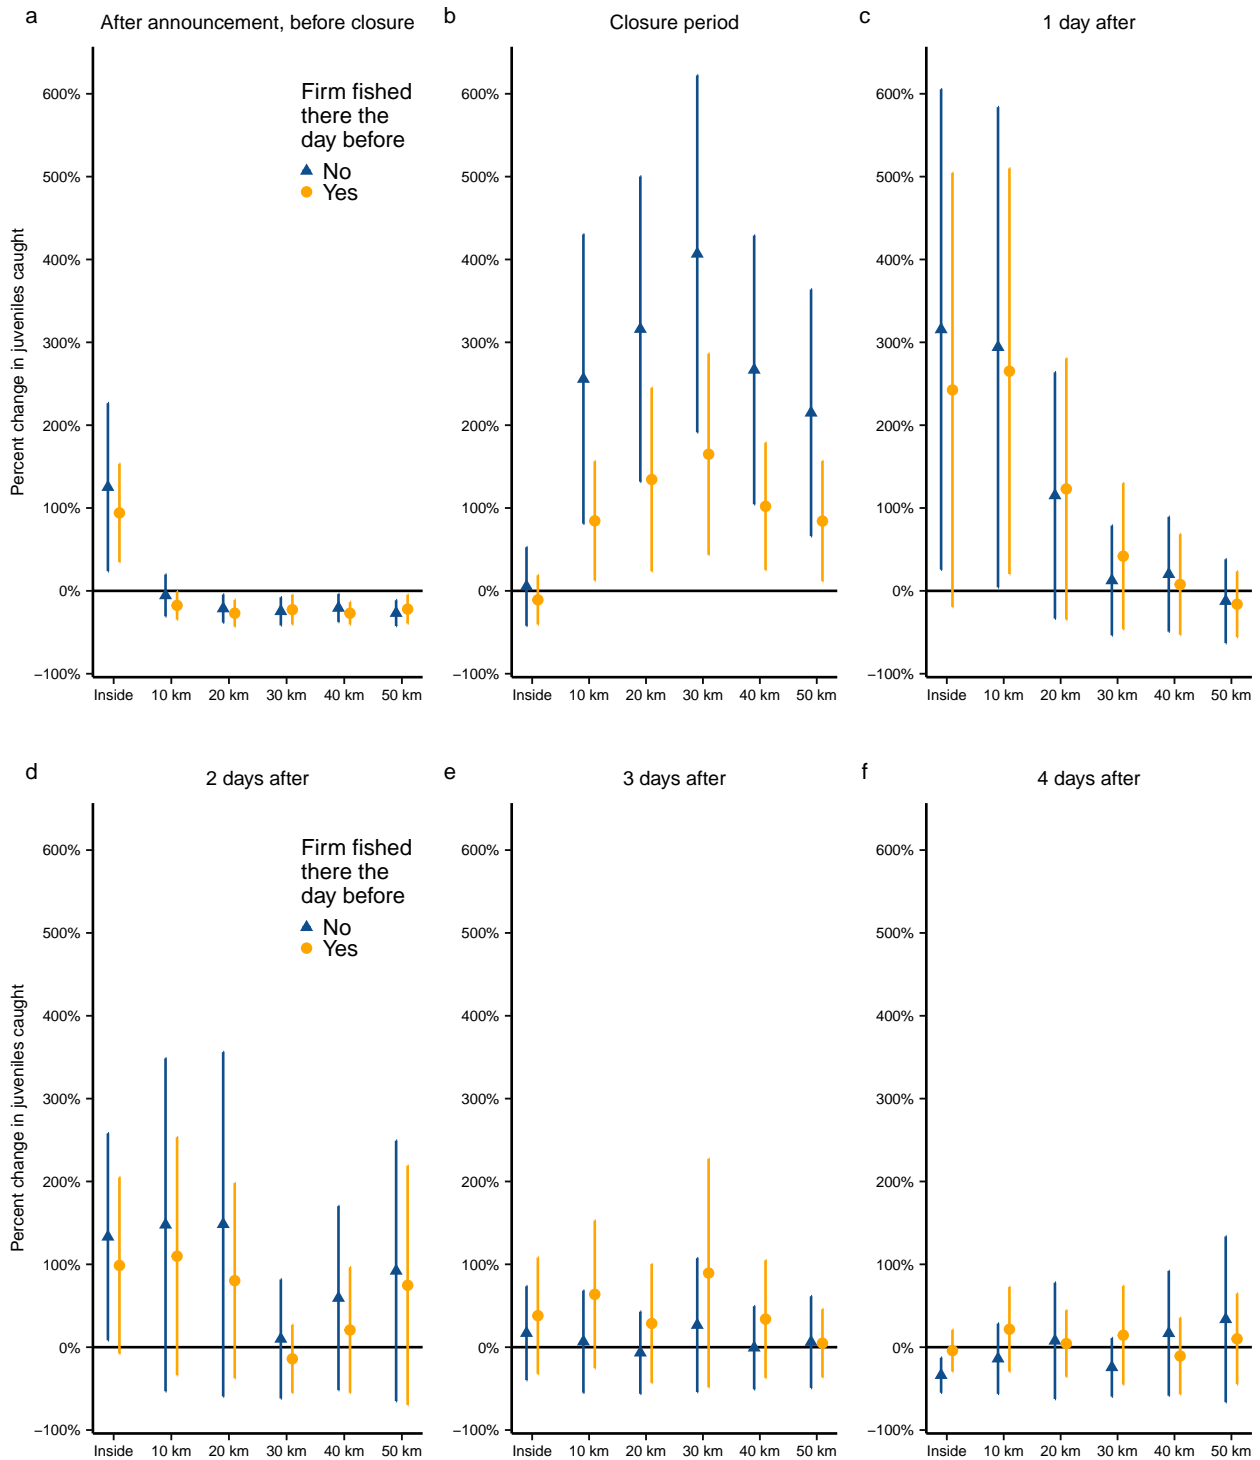 a
After announcement, before closure
b
Closure period
c
1 day after
Percent change in juveniles caught
600%
500%
400%
300%
200%
100%
0%
−100%
Firm fished
there the
day before
No
Yes
Inside 10 km 20 km 30 km 40 km 50 km
600%
500%
400%
300%
200%
100%
0%
−100%
Inside 10 km 20 km 30 km 40 km 50 km
600%
500%
400%
300%
200%
100%
0%
−100%
Inside 10 km 20 km 30 km 40 km 50 km
d
2 days after
e
3 days after
f
4 days after
Percent change in juveniles caught
600%
500%
400%
300%
200%
100%
0%
−100%
Firm fished
there the
day before
No
Yes
Inside 10 km 20 km 30 km 40 km 50 km
600%
500%
400%
300%
200%
100%
0%
−100%
Inside 10 km 20 km 30 km 40 km 50 km
600%
500%
400%
300%
200%
100%
0%
−100%
Inside 10 km 20 km 30 km 40 km 50 km